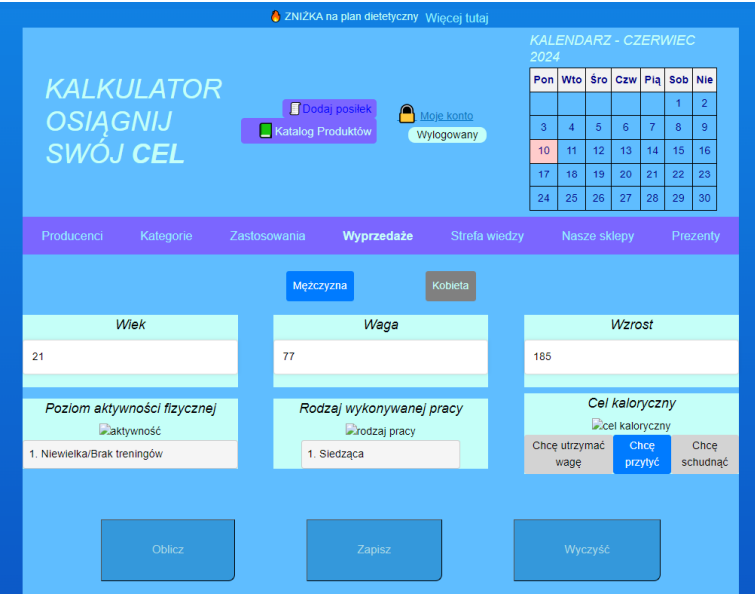 ZNIŻKA na plan dietetyczny Więcej tutaj
KALKULATOR
OSIĄGNIJ
SWÓJ CEL
Dodaj posiłek
Katalog Produktów
Moje konto
Wylogowany
KALENDARZ - CZERWIEC
2024
Pon Wto Śro Czw Pią Sob Nie
1 2
3 4 5 6 7 8 9
10 11 12 13 14 15 16
17 18 19 20 21 22 23
24 25 26 27 28 29 30
Producenci Kategorie Zastosowania Wyprzedaże Strefa wiedzy Nasze sklepy Prezenty
Mężczyzna Kobieta
Wiek Waga Wzrost
21 77 185
Poziom aktywności fizycznej
aktywność
1. Niewielka/Brak treningów
Rodzaj wykonywanej pracy
rodzaj pracy
1. Siedząca
Cel kaloryczny
cel kaloryczny
Chcę utrzymać
wagę
Chcę
przytyć
Chcę
schudnąć
Oblicz Zapisz Wyczyść